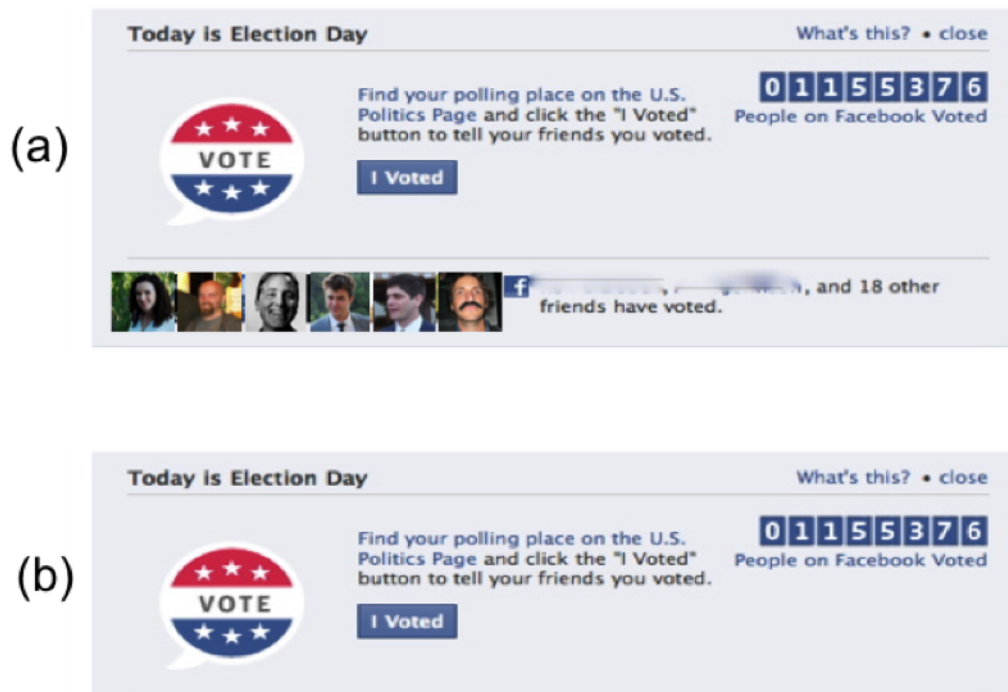 (a)
Today is Election Day
What's this? • close
VOTE
Find your polling place on the U.S.
Politics Page and click the "I Voted"
button to tell your friends you voted.
I Voted
01155376
People on Facebook Voted
f
, and 18 other
friends have voted.
(b)
Today is Election Day
What's this? • close
VOTE
Find your polling place on the U.S.
Politics Page and click the "I Voted"
button to tell your friends you voted.
I Voted
01155376
People on Facebook Voted